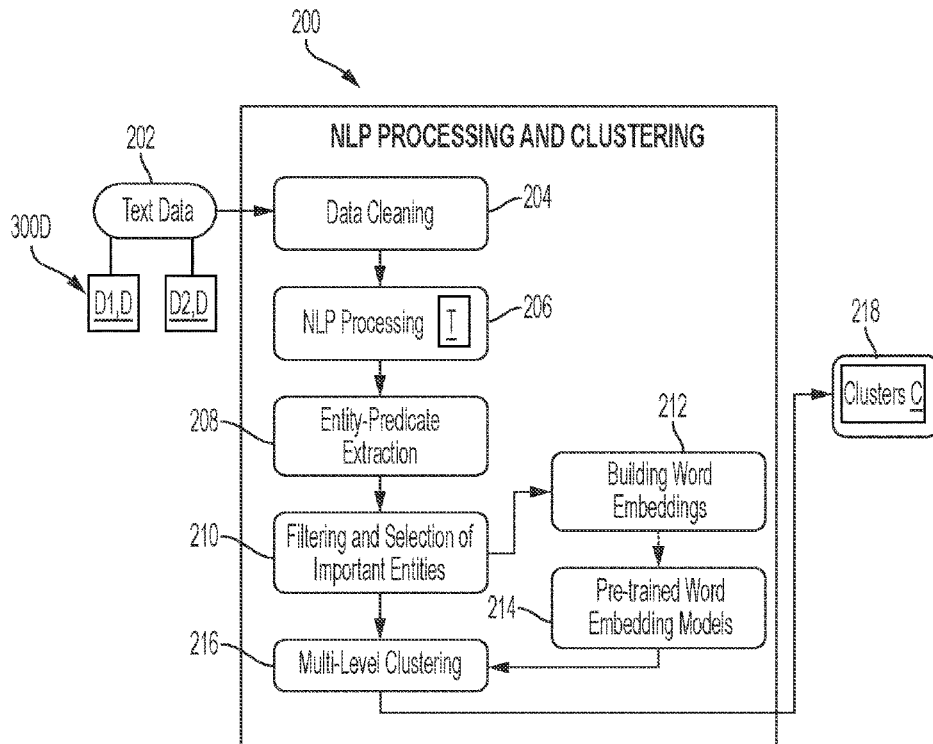 200
NLP PROCESSING AND CLUSTERING
202
Text Data
300D
D1,D
D2,D
Data Cleaning
204
NLP Processing T
206
208
Entity-Predicate
Extraction
210
Filtering and Selection of
Important Entities
212
Building Word
Embeddings
214
Pre-trained Word
Embedding Models
216
Multi-Level Clustering
218
Clusters C